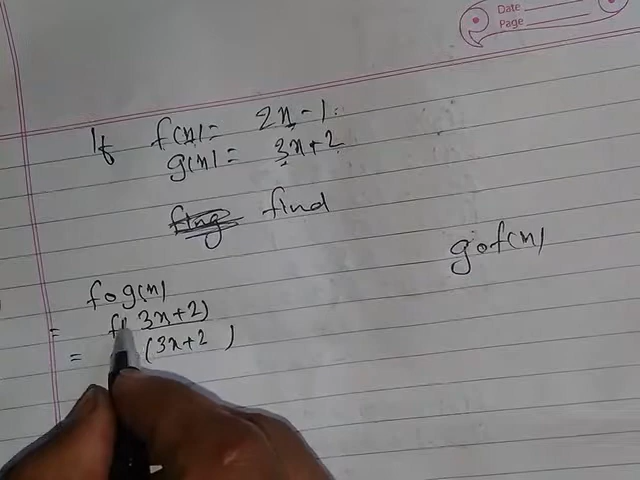 Date
Page
If f(x) = 2x - 1
g(x) = 3x + 2
find
fog(x)
gof(x)
= f( 3x + 2)
= (3x + 2 )